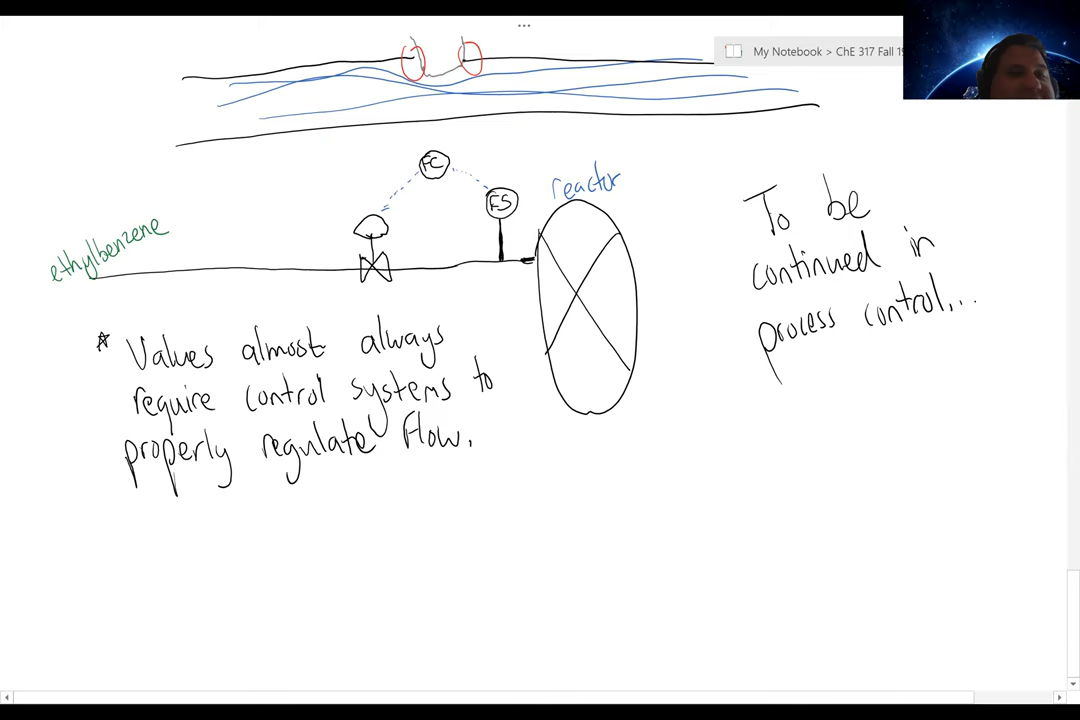 My Notebook > ChE 317 Fall 19
FC
FS
reactor
ethylbenzene
To be
continued in
process control...
* Valves almost always
require control systems to
properly regulate flow.